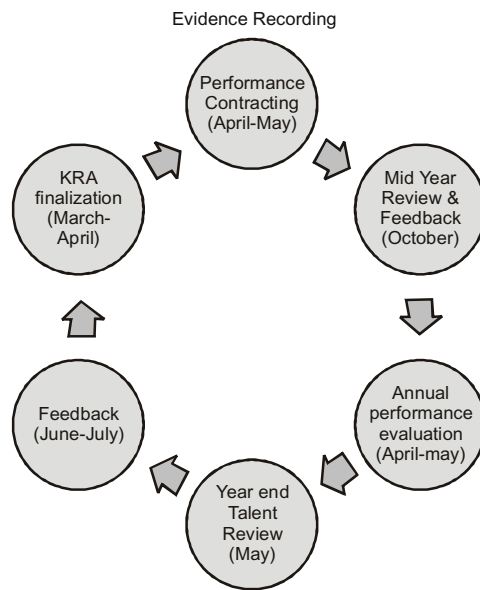 Evidence Recording
Performance
Contracting
(April-May)
Mid Year
Review &
Feedback
(October)
Annual
performance
evaluation
(April-may)
Year end
Talent
Review
(May)
Feedback
(June-July)
KRA
finalization
(March-
April)